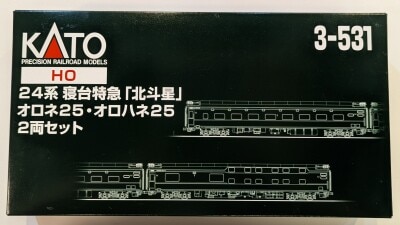 KATO
PRECISION RAILROAD MODELS
HO
3-531
24系 寝台特急「北斗星」
オロネ25・オロハネ25
2両セット